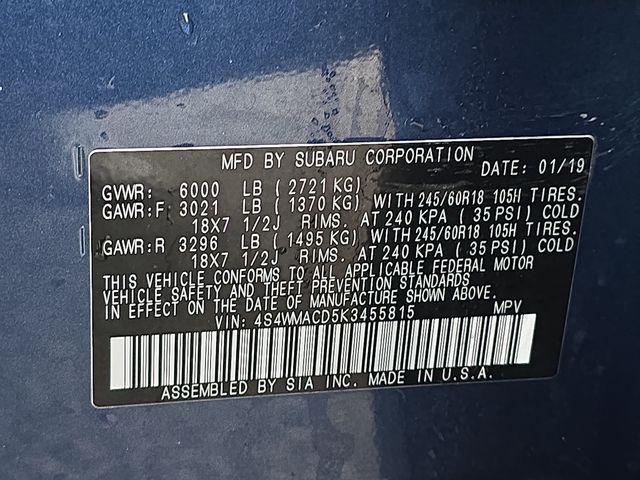 MFD BY SUBARU CORPORATION DATE: 01/19
GVWR: 6000 LB ( 2721 KG)
GAWR:F 3021 LB ( 1370 KG) WITH 245/60R18 105H TIRES.
18X7 1/2J RIMS. AT 240 KPA ( 35 PSI) COLD
GAWR:R 3296 LB ( 1495 KG) WITH 245/60R18 105H TIRES.
18X7 1/2J RIMS. AT 240 KPA ( 35 PSI) COLD
THIS VEHICLE CONFORMS TO ALL APPLICABLE FEDERAL MOTOR
VEHICLE SAFETY AND THEFT PREVENTION STANDARDS
IN EFFECT ON THE DATE OF MANUFACTURE SHOWN ABOVE.
VIN: 4S4WMACD5K3455815 MPV
ASSEMBLED BY SIA INC. MADE IN U.S.A.